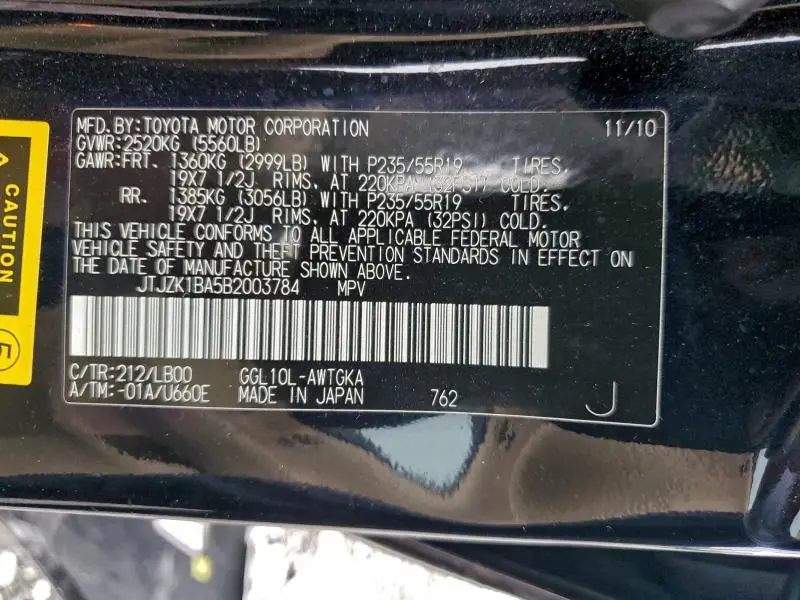 CAUTION
MFD.BY:TOYOTA MOTOR CORPORATION 11/10
GVWR:2520KG (5560LB)
GAWR:FRT. 1360KG (2999LB) WITH P235/55R19 TIRES,
19X7 1/2J RIMS, AT 220KPA (32PSI) COLD.
RR. 1385KG (3056LB) WITH P235/55R19 TIRES,
19X7 1/2J RIMS, AT 220KPA (32PSI) COLD.
THIS VEHICLE CONFORMS TO ALL APPLICABLE FEDERAL MOTOR
VEHICLE SAFETY AND THEFT PREVENTION STANDARDS IN EFFECT ON
THE DATE OF MANUFACTURE SHOWN ABOVE.
JTJZK1BA5B2003784 MPV
C/TR:212/LB00 GGL10L-AWTGKA
A/TM:-01A/U660E MADE IN JAPAN 762 J